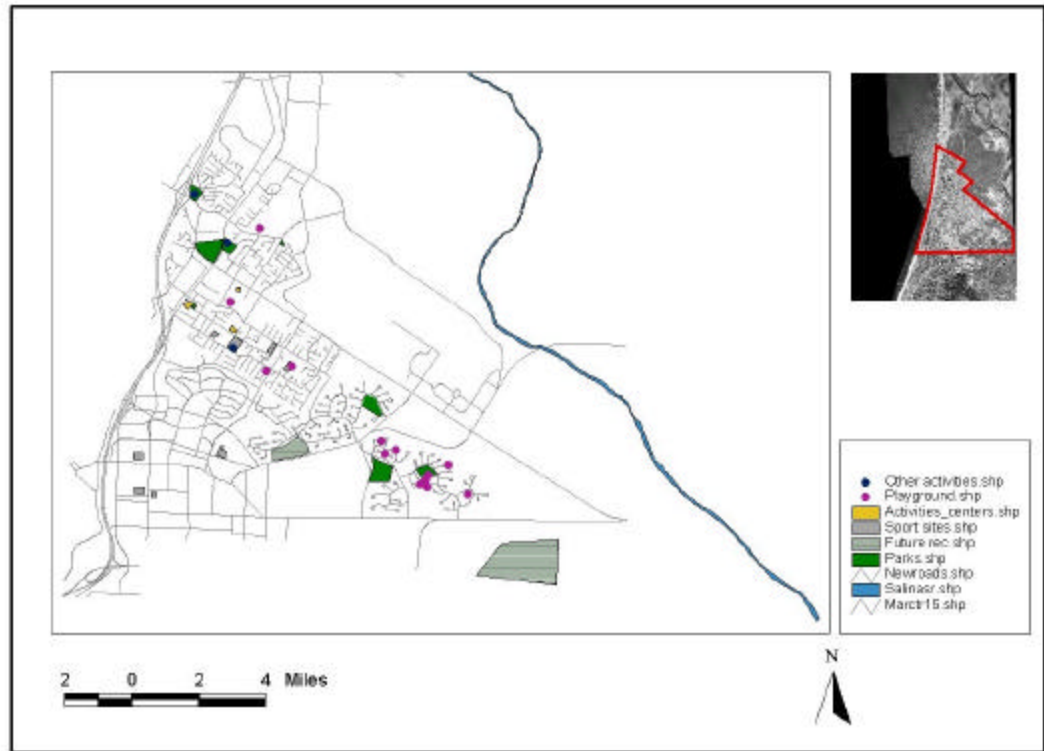 Other activities.shp
Playground.shp
Activities_centers.shp
Sport sites.shp
Future rec.shp
Parks.shp
Newroads.shp
Salinasr.shp
Marctr15.shp
2 0 2 4 Miles
N